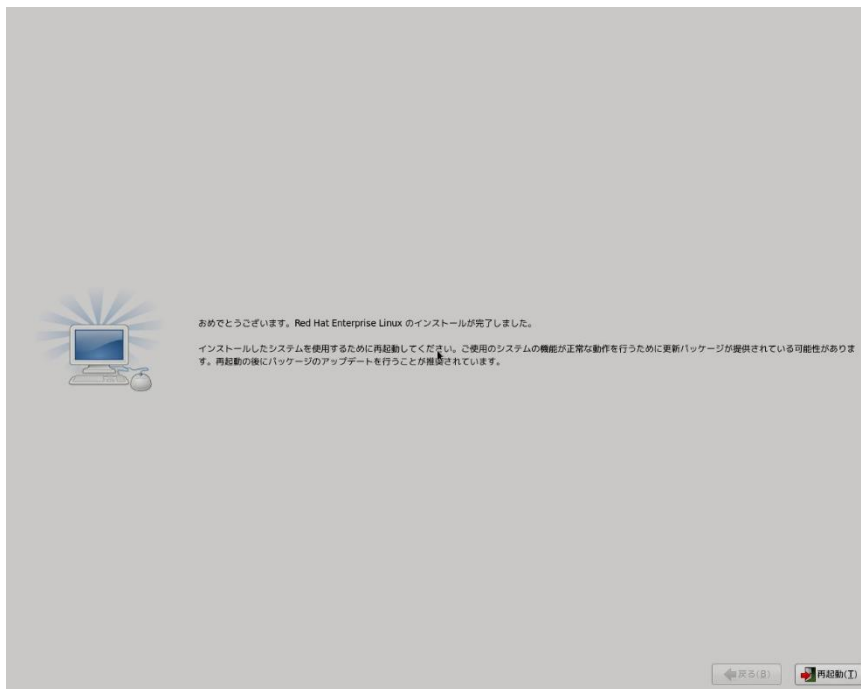 おめでとうございます。Red Hat Enterprise Linux のインストールが完了しました。
インストールしたシステムを使用するために再起動してください。ご使用のシステムの機能が正常な動作を行うために更新パッケージが提供されている可能性がありま
す。再起動の後にパッケージのアップデートを行うことが推奨されています。
戻る(B)
再起動(T)